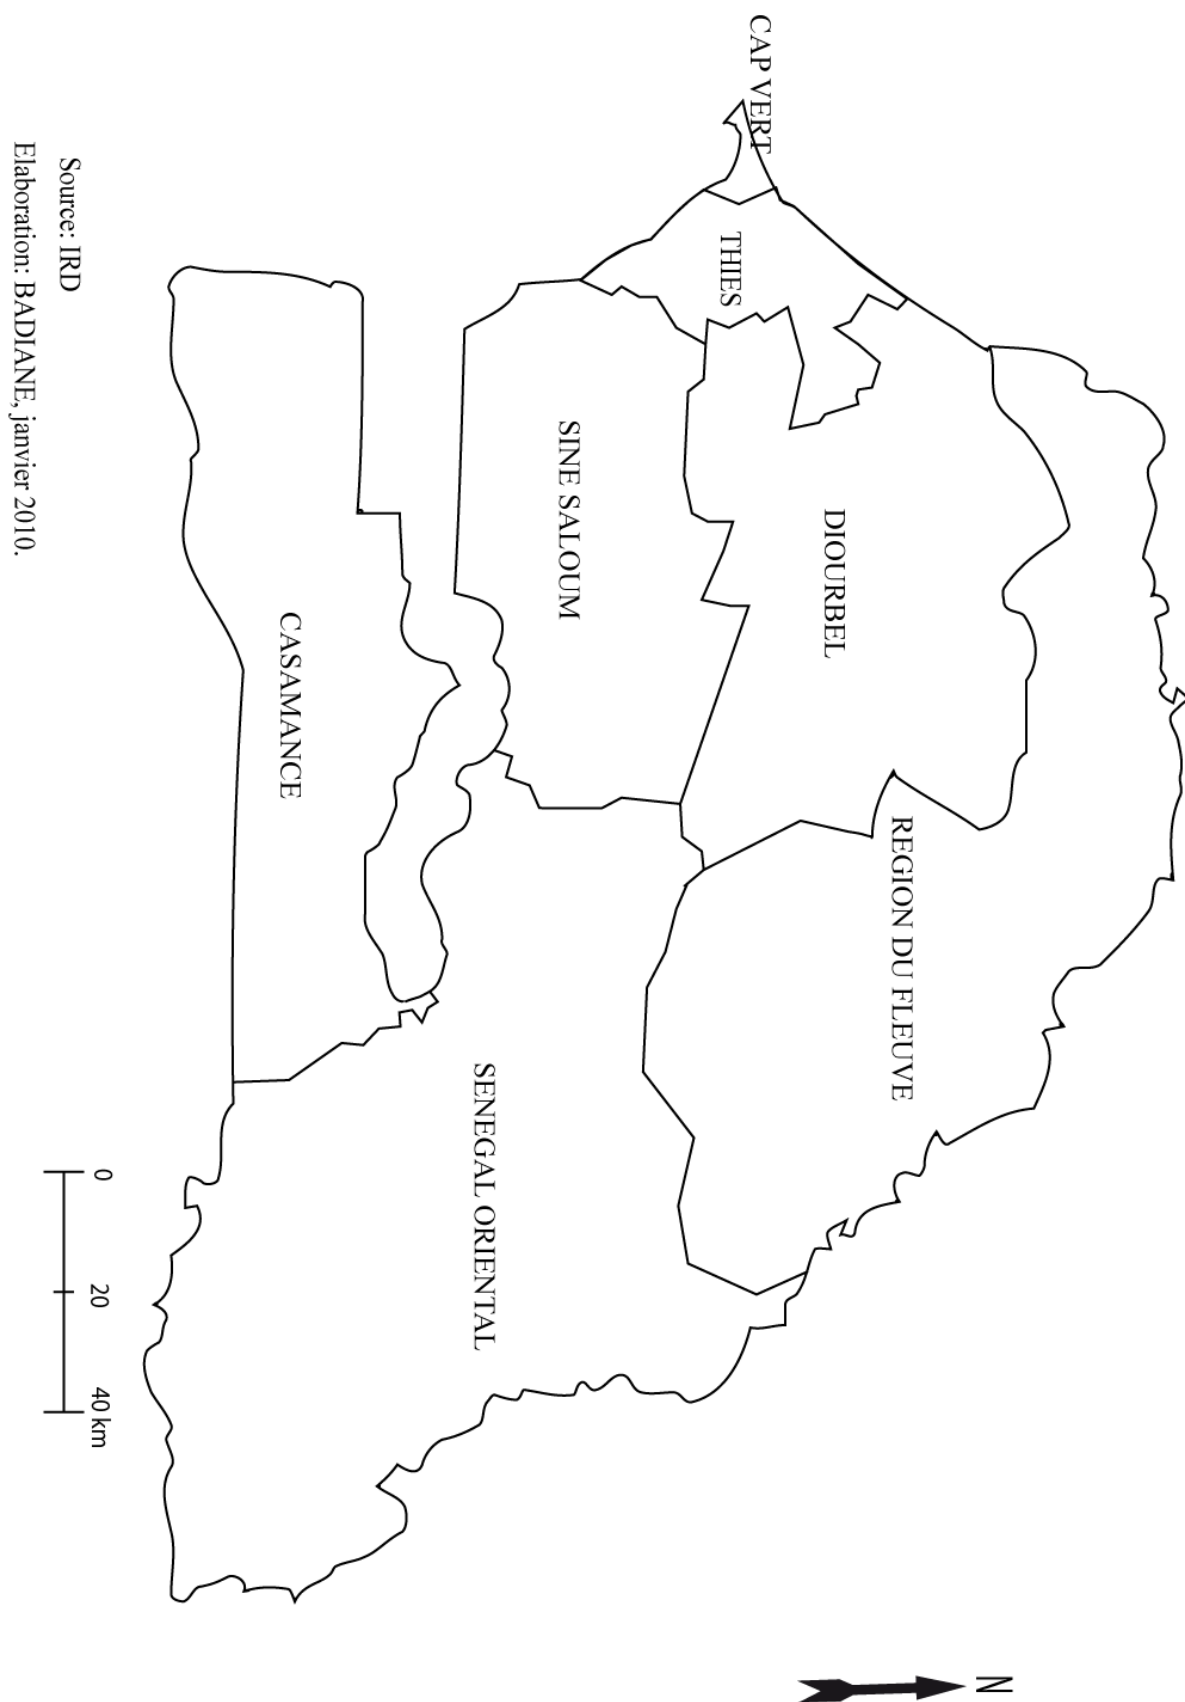 N
CAP VERT
THIES
DIOURBEL
REGION DU FLEUVE
SINE SALOUM
SENEGAL ORIENTAL
CASAMANCE
0 20 40 km
Source: IRD
Elaboration: BADIANE, janvier 2010.